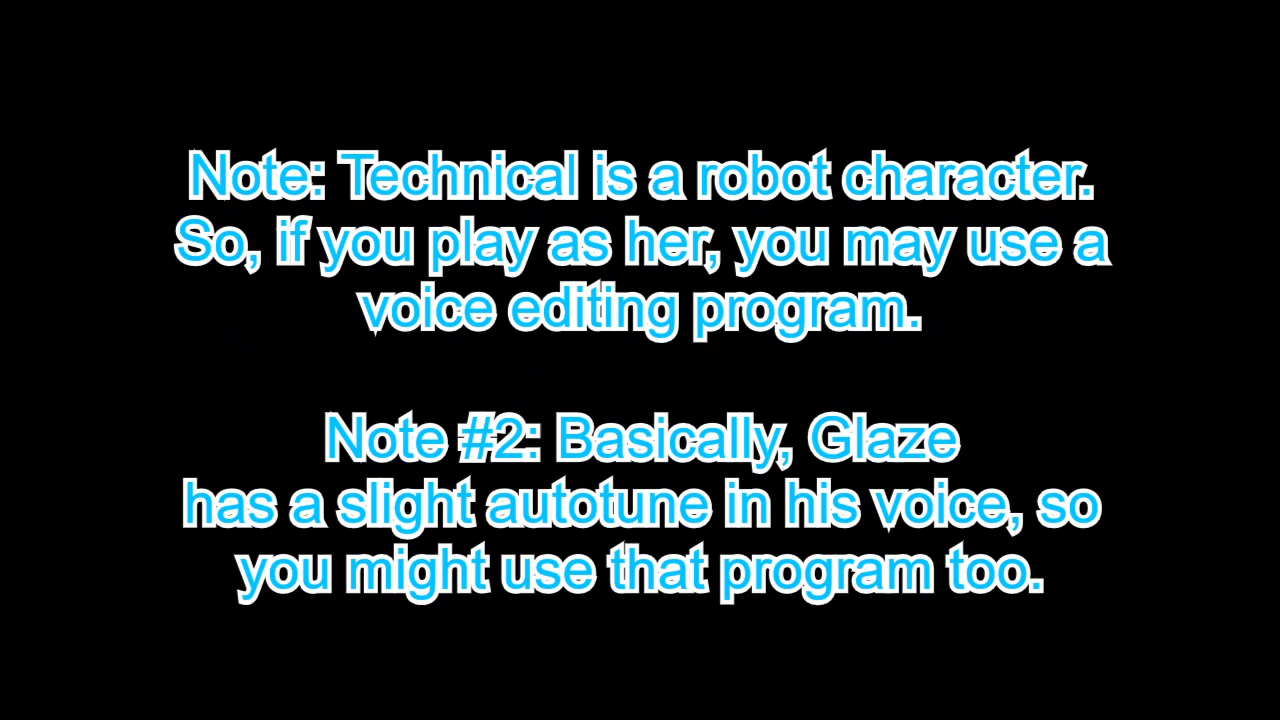 Note: Technical is a robot character.
So, if you play as her, you may use a
voice editing program.
Note #2: Basically, Glaze
has a slight autotune in his voice, so
you might use that program too.